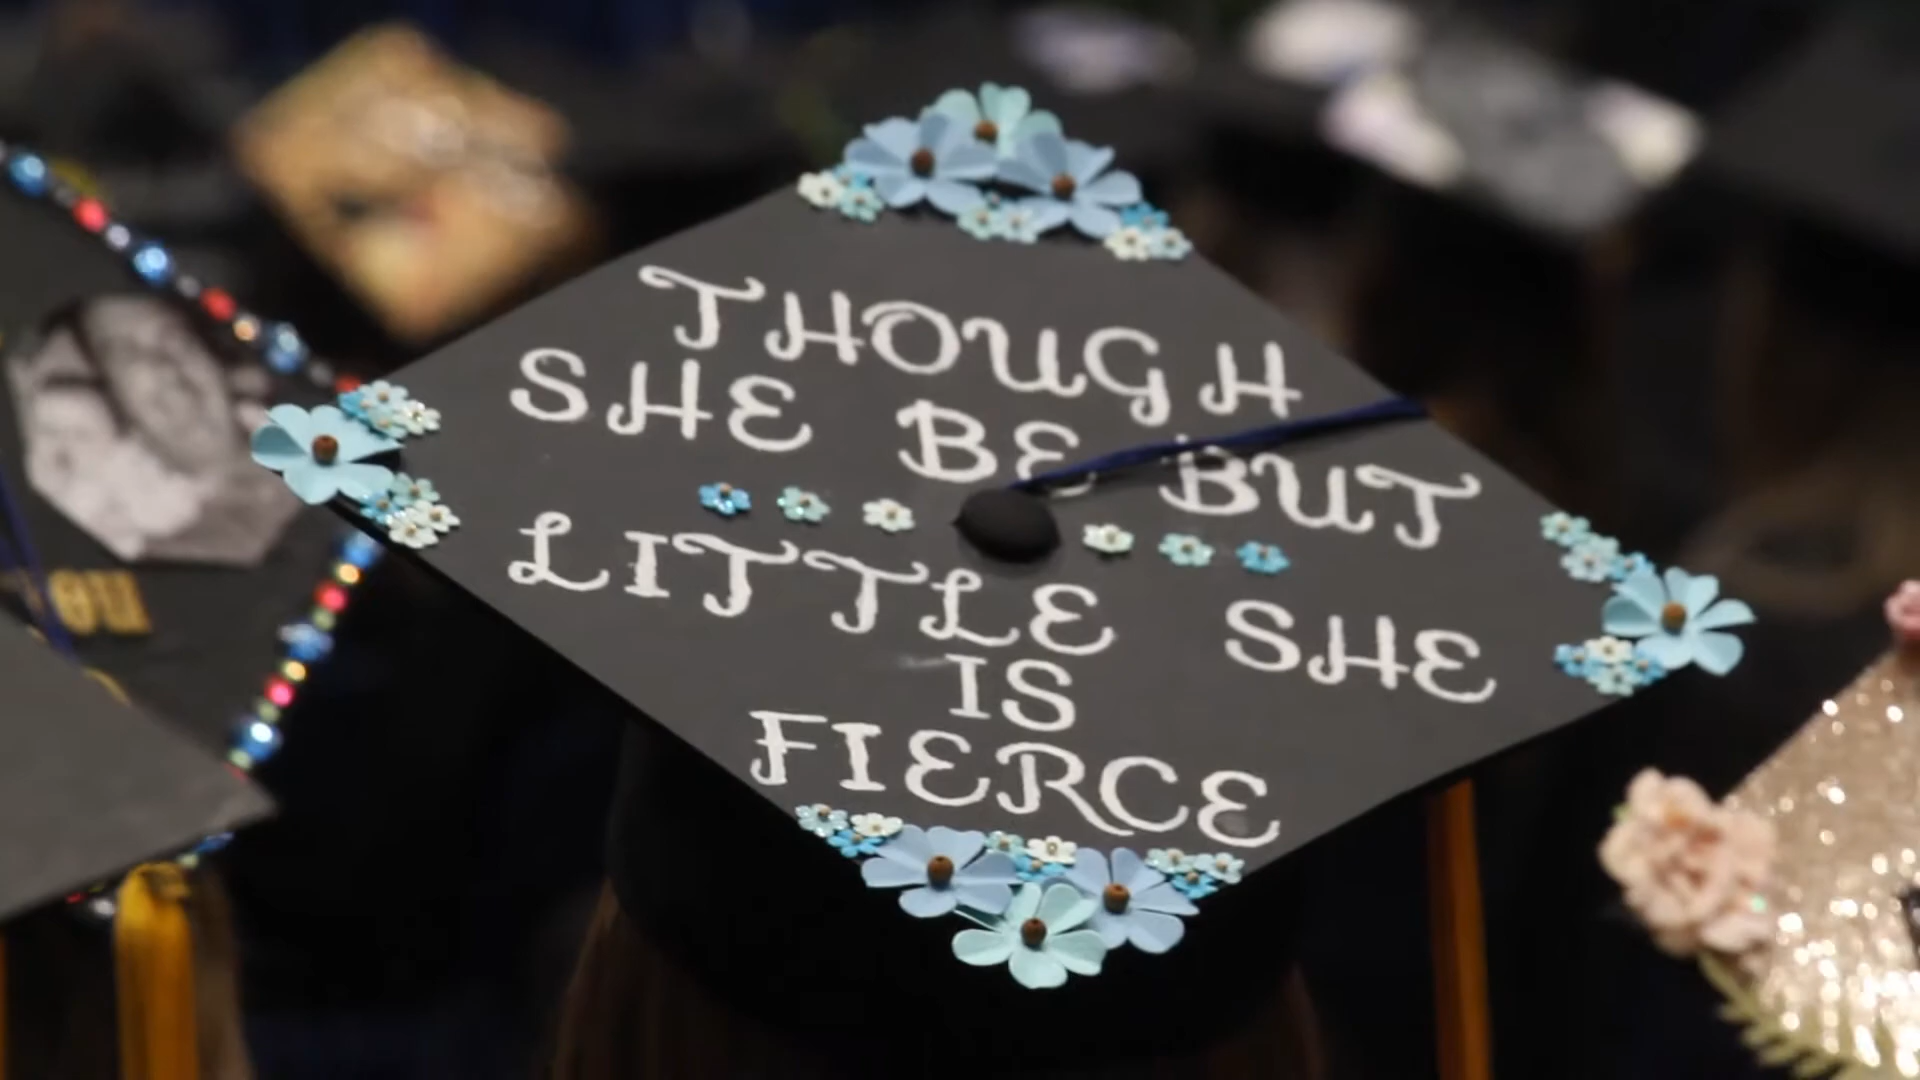 THOUGH
SHE BE BUT
LITTLE SHE
IS
FIERCE